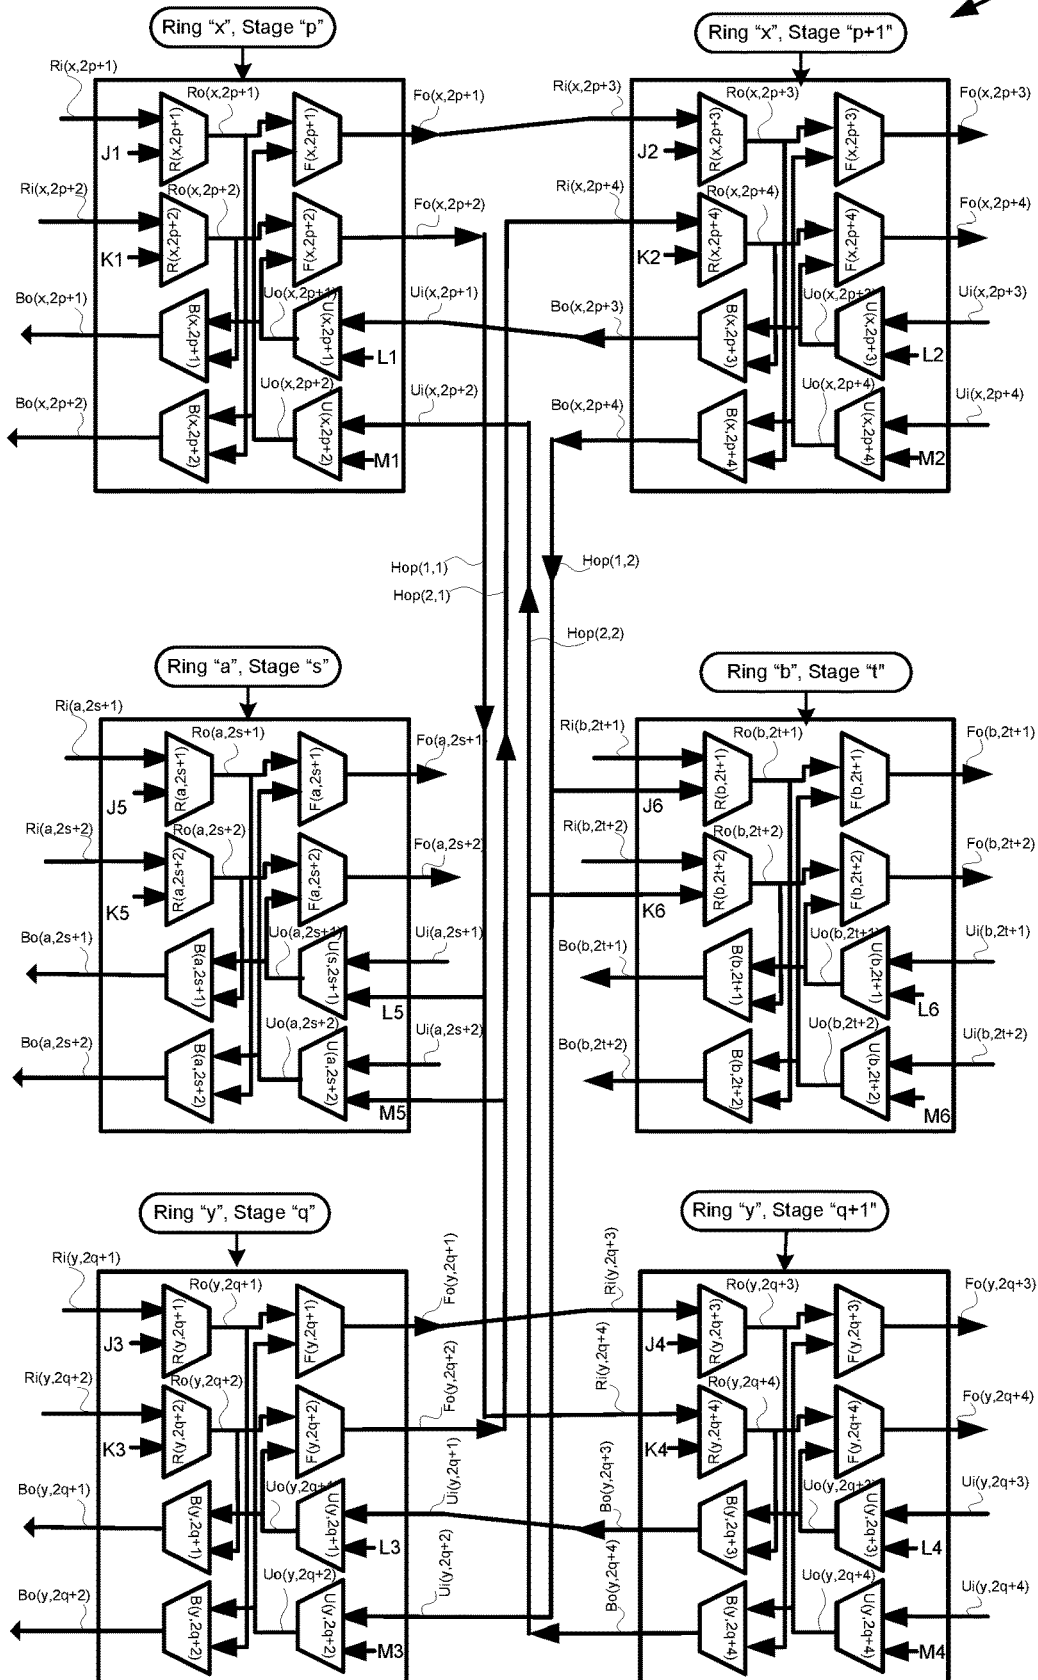 Ring “x”, Stage “p”
Ring “x”, Stage “p+1"
Ri(x,2p+1)
Ro(x,2p+1)
Fo(x,2p+1)
R(x,2p+1)
F(x,2p+1)
J1
Ri(x,2p+2)
Ro(x,2p+2)
Fo(x,2p+2)
R(x,2p+2)
F(x,2p+2)
K1
Bo(x,2p+1)
Uo(x,2p+1)
Ui(x,2p+1)
B(x,2p+1)
U(x,2p+1)
L1
Bo(x,2p+2)
Uo(x,2p+2)
Ui(x,2p+2)
B(x,2p+2)
U(x,2p+2)
M1
Ri(x,2p+3)
Ro(x,2p+3)
Fo(x,2p+3)
R(x,2p+3)
F(x,2p+3)
J2
Ri(x,2p+4)
Ro(x,2p+4)
Fo(x,2p+4)
R(x,2p+4)
F(x,2p+4)
K2
Bo(x,2p+3)
Ui(x,2p+3)
B(x,2p+3)
U(x,2p+3)
L2
Bo(x,2p+4)
Uo(x,2p+4)
Ui(x,2p+4)
B(x,2p+4)
U(x,2p+4)
M2
Hop(1,1)
Hop(1,2)
Hop(2,1)
Hop(2,2)
Ring “a”, Stage “s”
Ring “b”, Stage “t”
Ri(a,2s+1)
Ro(a,2s+1)
Fo(a,2s+1)
R(a,2s+1)
F(a,2s+1)
J5
Ri(a,2s+2)
Ro(a,2s+2)
Fo(a,2s+2)
R(a,2s+2)
F(a,2s+2)
K5
Bo(a,2s+1)
Uo(a,2s+1)
Ui(a,2s+1)
B(a,2s+1)
U(s,2s+1)
L5
Bo(a,2s+2)
Uo(a,2s+2)
Ui(a,2s+2)
B(a,2s+2)
U(a,2s+2)
M5
Ri(b,2t+1)
Ro(b,2t+1)
Fo(b,2t+1)
R(b,2t+1)
F(b,2t+1)
J6
Ri(b,2t+2)
Ro(b,2t+2)
Fo(b,2t+2)
R(b,2t+2)
F(b,2t+2)
K6
Bo(b,2t+1)
Uo(b,2t+1)
Ui(b,2t+1)
B(b,2t+1)
U(b,2t+1)
L6
Bo(b,2t+2)
Uo(b,2t+2)
Ui(b,2t+2)
B(b,2t+2)
U(b,2t+2)
M6
Ring “y”, Stage “q”
Ring “y”, Stage “q+1"
Ri(y,2q+1)
Ro(y,2q+1)
Fo(y,2q+1)
R(y,2q+1)
F(y,2q+1)
J3
Ri(y,2q+2)
Ro(y,2q+2)
Fo(y,2q+2)
R(y,2q+2)
F(y,2q+2)
K3
Bo(y,2q+1)
Ui(y,2q+1)
B(y,2q+1)
U(y,2q+1)
L3
Bo(y,2q+2)
Uo(y,2q+2)
Ui(y,2q+2)
B(y,2q+2)
U(y,2q+2)
M3
Ri(y,2q+3)
Ro(y,2q+3)
Fo(y,2q+3)
R(y,2q+3)
F(y,2q+3)
J4
Ri(y,2q+4)
Ro(y,2q+4)
Fo(y,2q+4)
R(y,2q+4)
F(y,2q+4)
K4
Bo(y,2q+3)
Ui(y,2q+3)
B(y,2q+3)
U(y,2q+3)
L4
Bo(y,2q+4)
Uo(y,2q+4)
Ui(y,2q+4)
B(y,2q+4)
U(y,2q+4)
M4